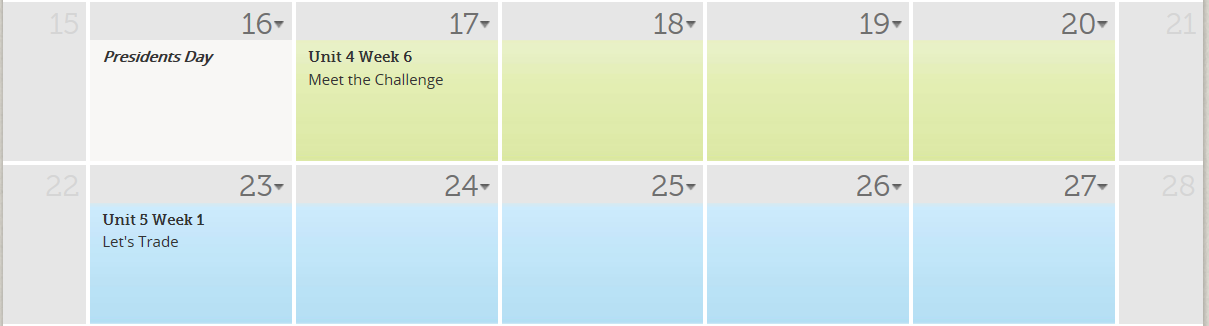 15 16 17 18 19 20 21
Presidents Day
Unit 4 Week 6
Meet the Challenge
22 23 24 25 26 27 28
Unit 5 Week 1
Let's Trade